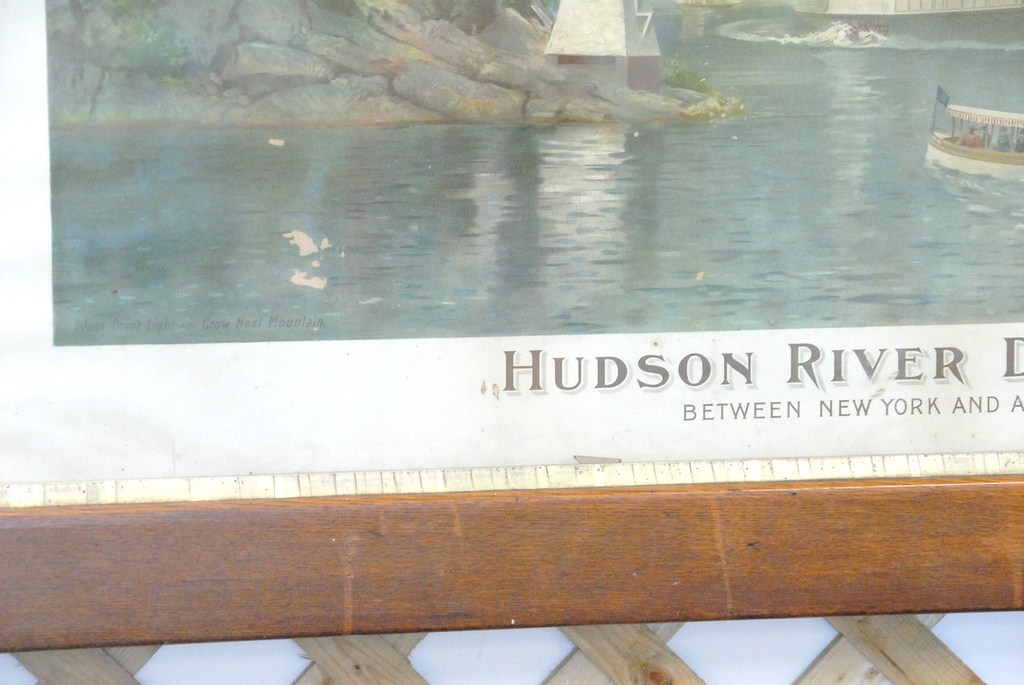 West Point Light — Crow Nest Mountain
HUDSON RIVER D
BETWEEN NEW YORK AND A